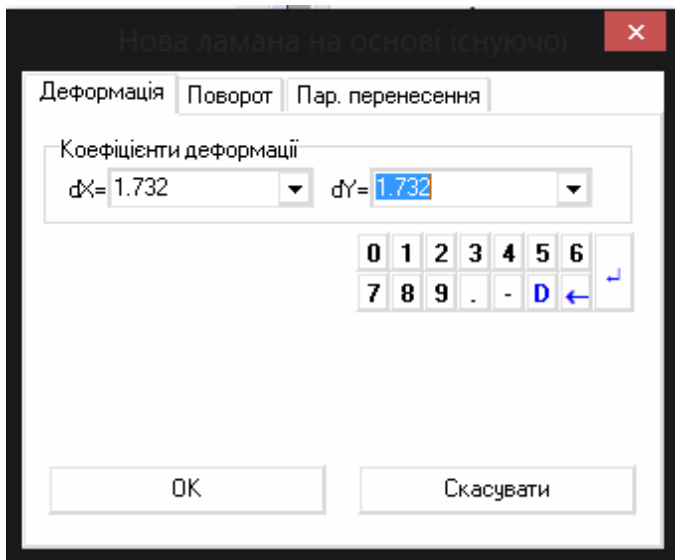 Нова ламана на основі існуючої
Деформація Поворот Пар. перенесення
Коефіцієнти деформації
dX= 1.732 dY= 1.732
0 1 2 3 4 5 6
7 8 9 . - D ←
OK Скасувати